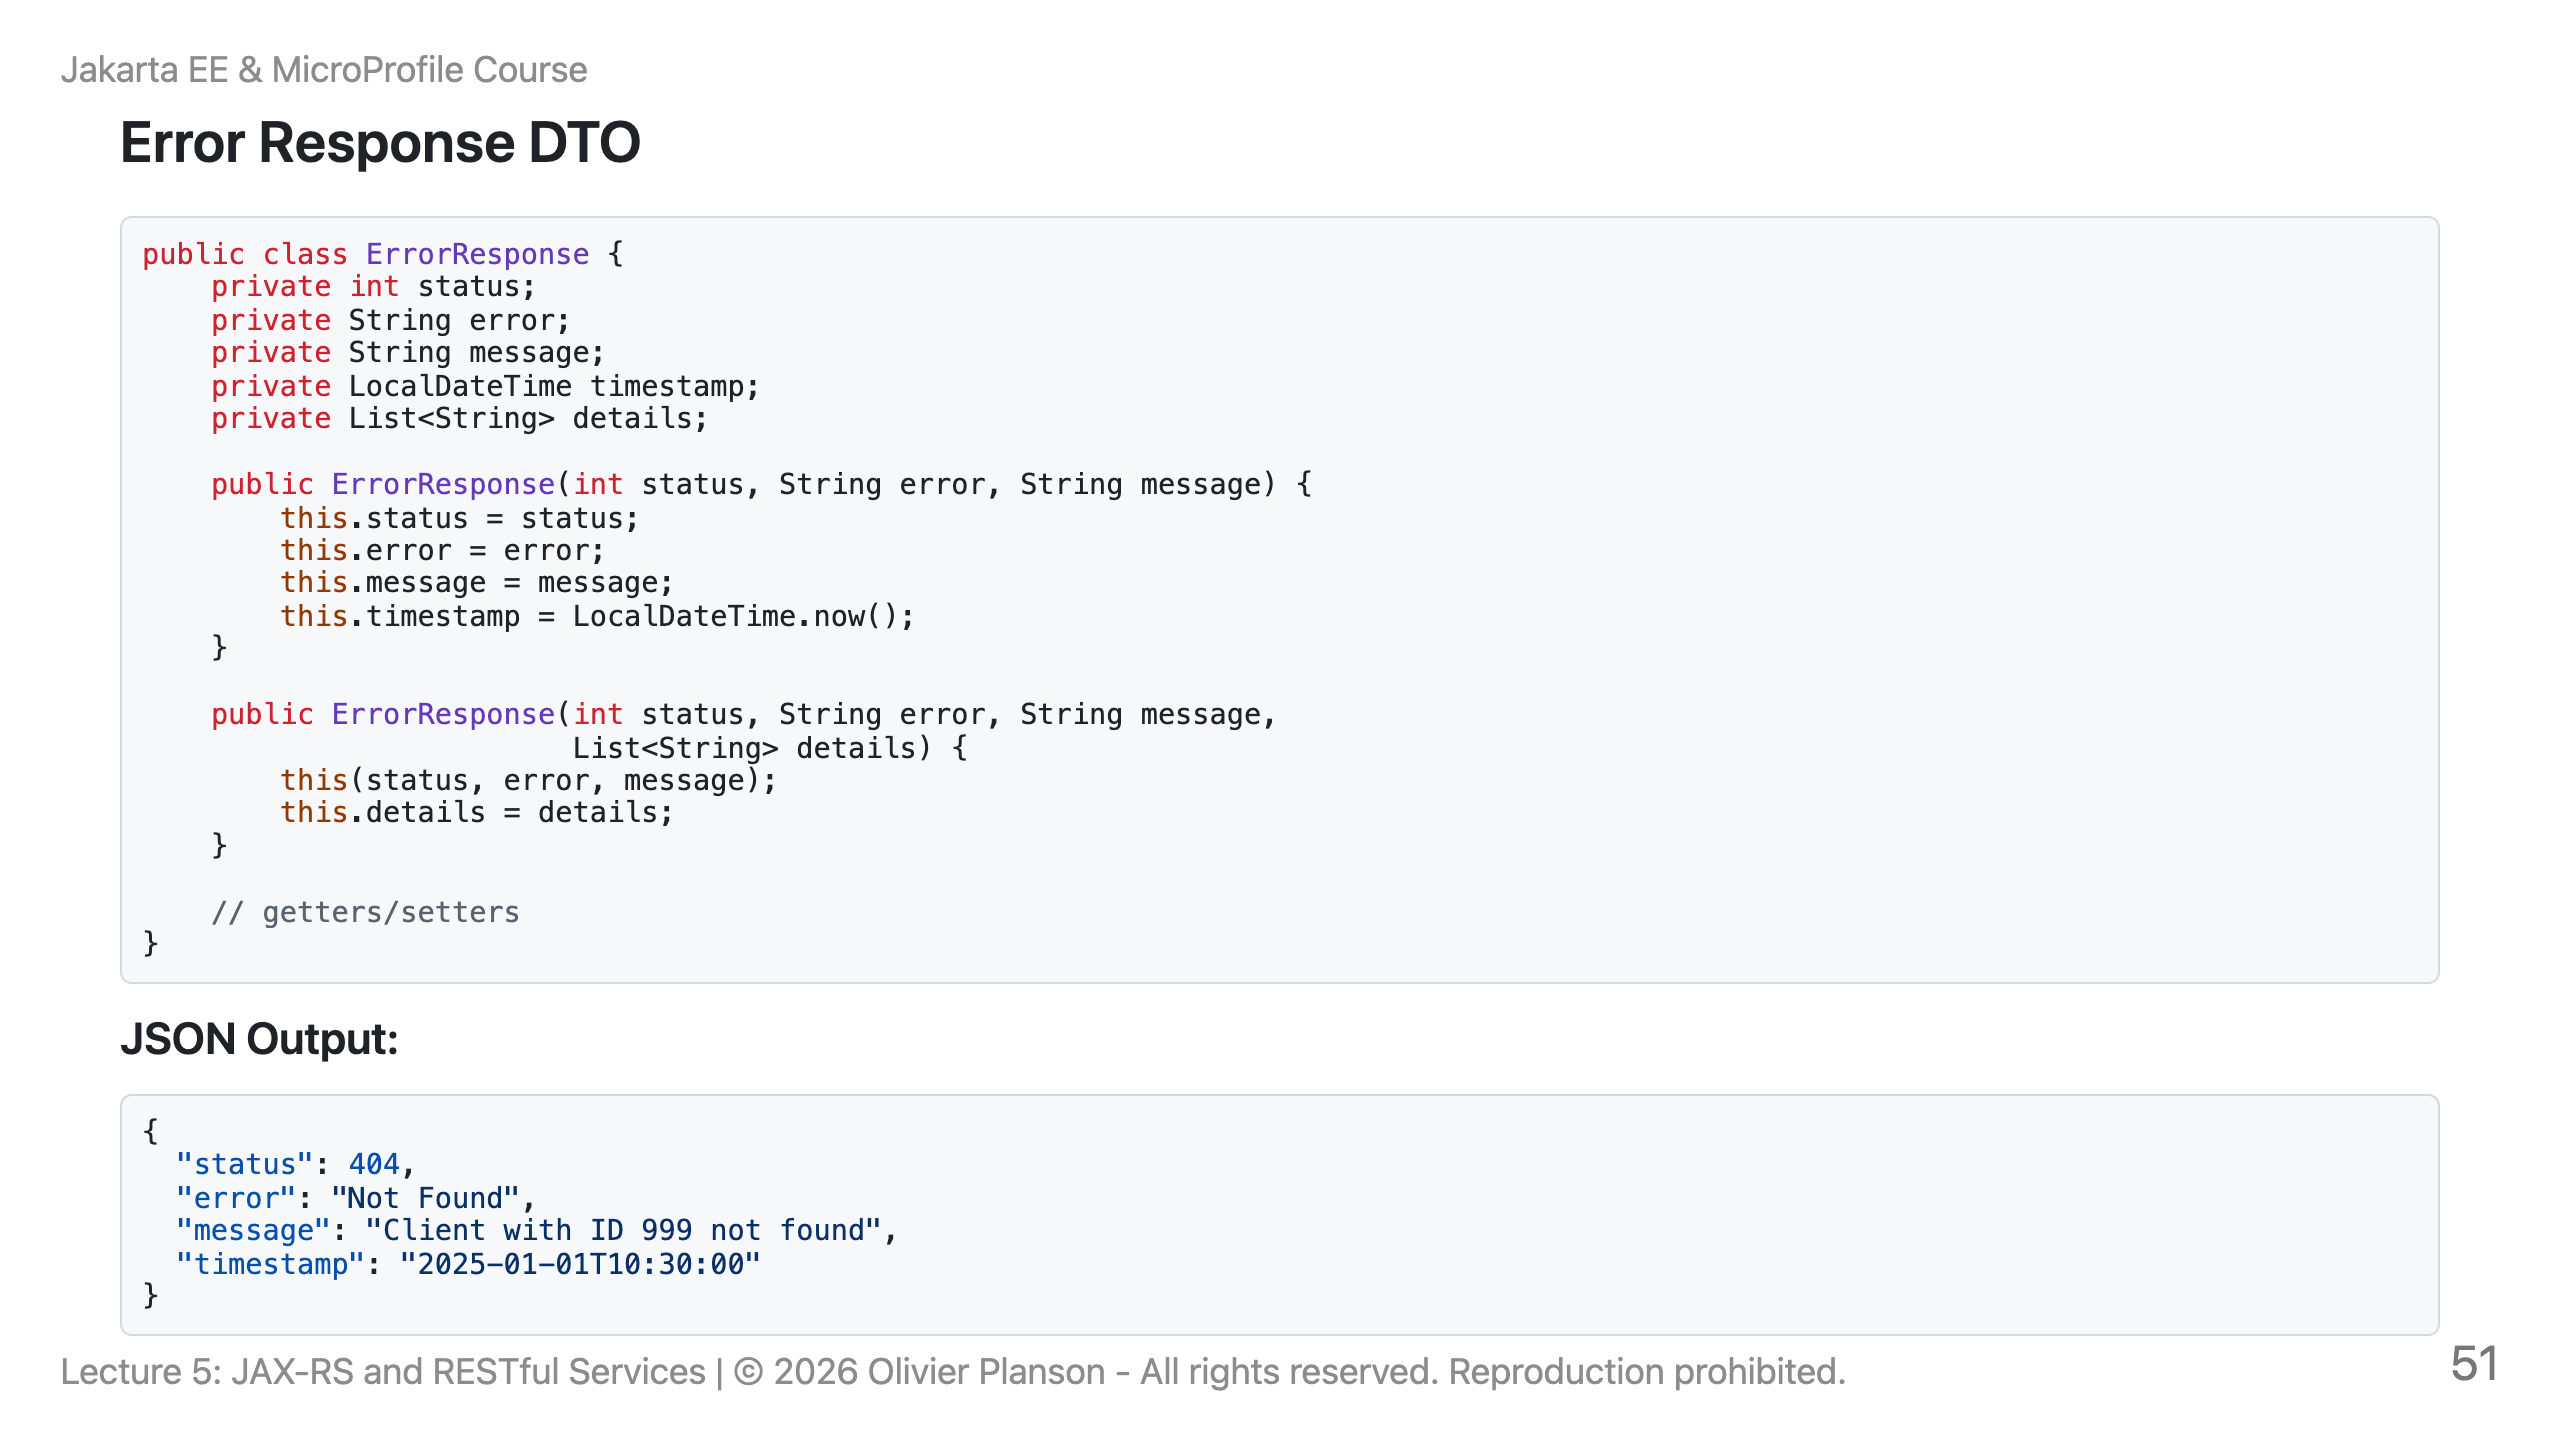 Jakarta EE & MicroProfile Course
Error Response DTO
public class ErrorResponse {
    private int status;
    private String error;
    private String message;
    private LocalDateTime timestamp;
    private List<String> details;

    public ErrorResponse(int status, String error, String message) {
        this.status = status;
        this.error = error;
        this.message = message;
        this.timestamp = LocalDateTime.now();
    }

    public ErrorResponse(int status, String error, String message,
                         List<String> details) {
        this(status, error, message);
        this.details = details;
    }

    // getters/setters
}
JSON Output:
{
  "status": 404,
  "error": "Not Found",
  "message": "Client with ID 999 not found",
  "timestamp": "2025-01-01T10:30:00"
}
Lecture 5: JAX-RS and RESTful Services | © 2026 Olivier Planson - All rights reserved. Reproduction prohibited.
51